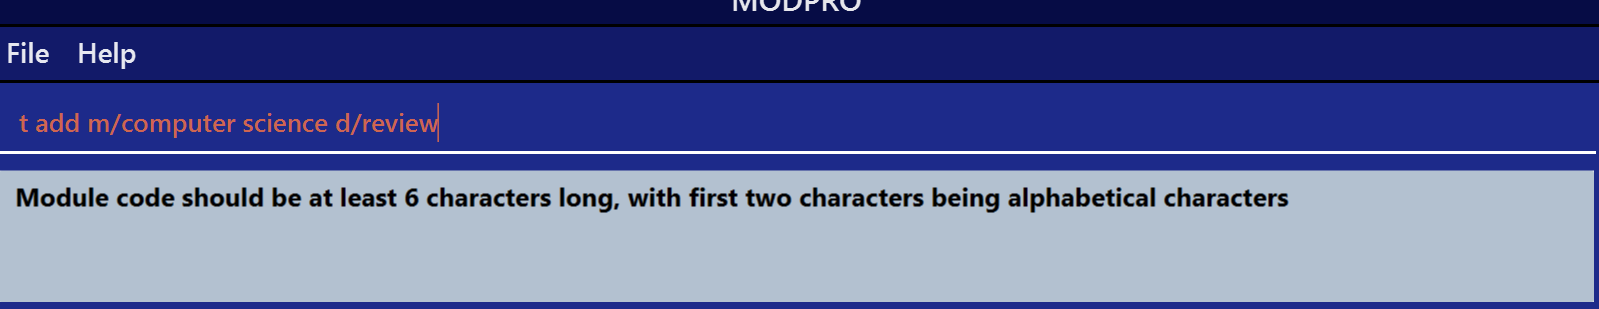 MODPRO
File Help
t add m/computer science d/review
Module code should be at least 6 characters long, with first two characters being alphabetical characters